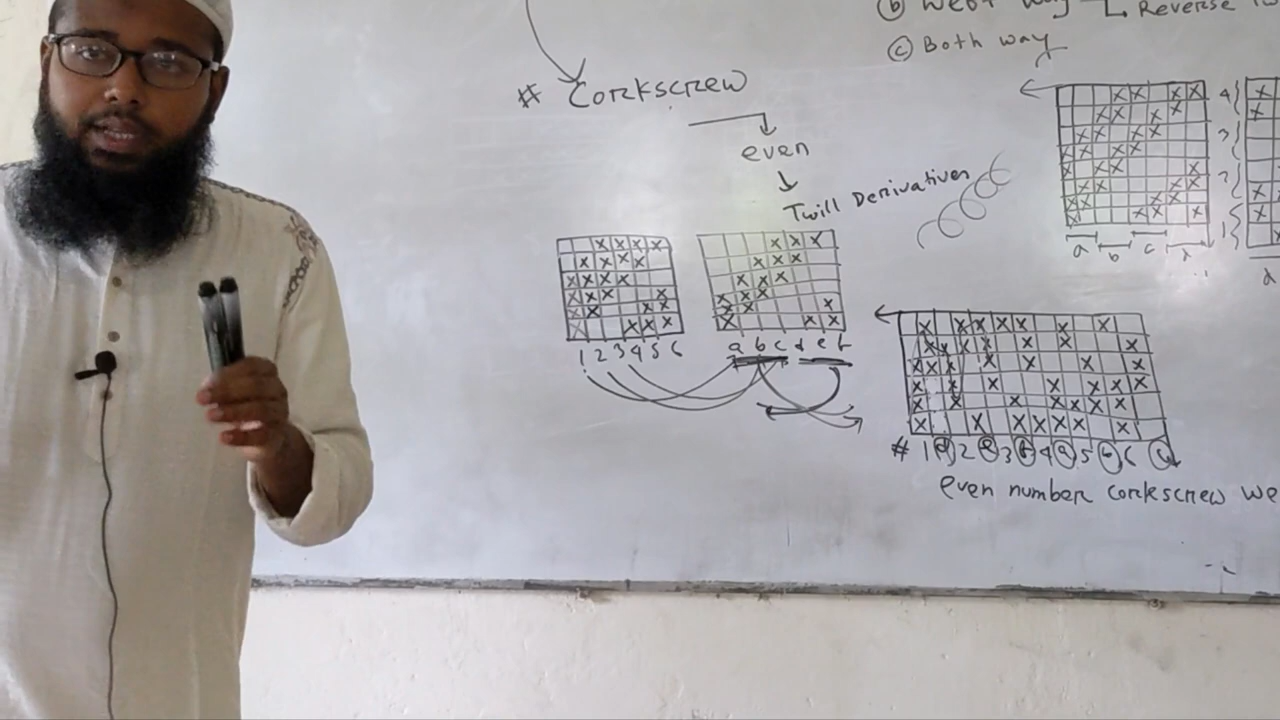 ⓑ Weft way → Reverse
ⓒ Both way
# Corkscrew
even
Twill Derivatives
4
3
2
1
a b c d
d
1 2 3 4 5 6
a b c d e f
# 1 ⓓ 2 ⓔ 3 ⓕ 4 ⓐ 5 ⓑ 6 ⓒ
even number corkscrew we